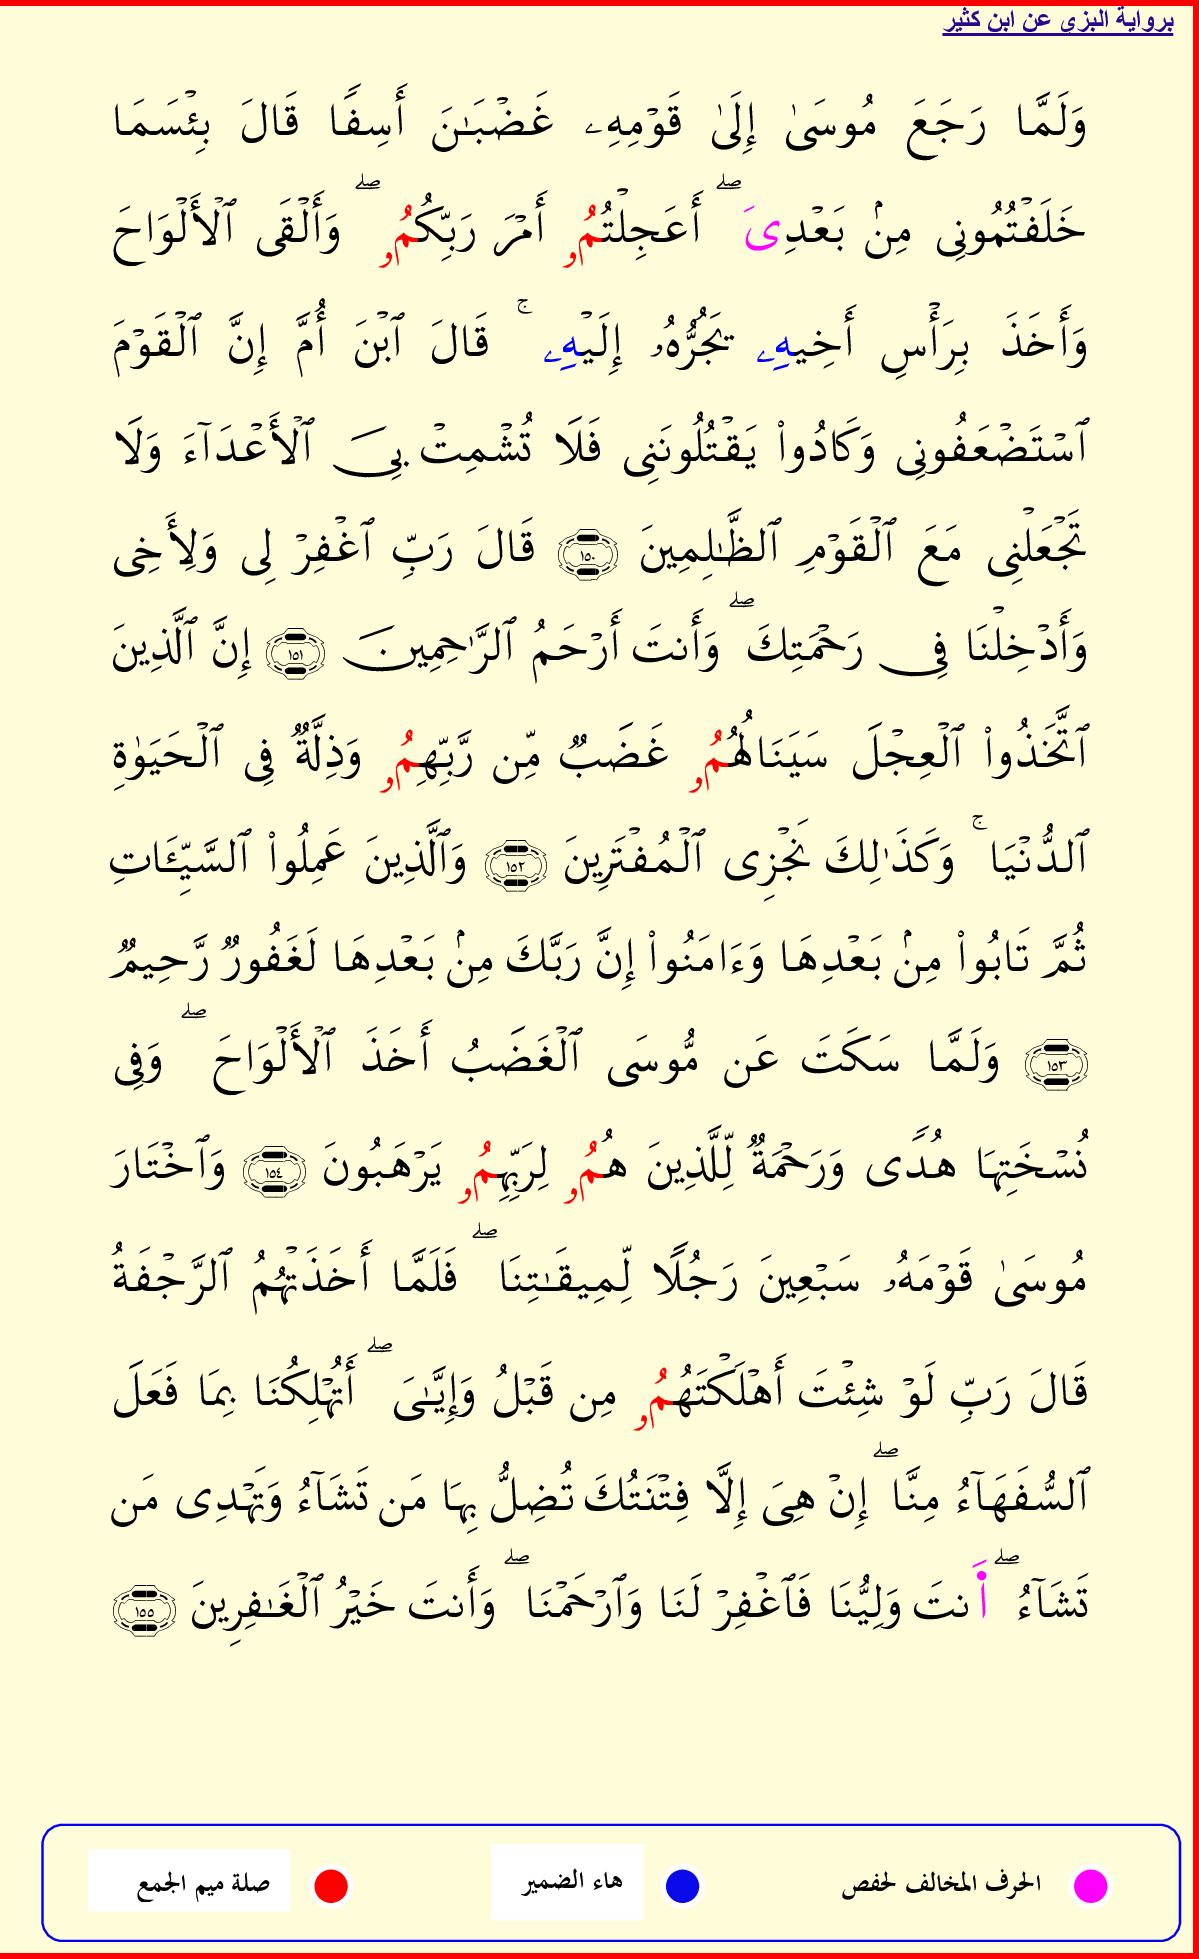 برواية البزي عن ابن كثير
وَلَمَّا رَجَعَ مُوسَىٰ إِلَىٰ قَوْمِهِۦ غَضْبَـٰنَ أَسِفًا قَالَ بِئْسَمَا
خَلَفْتُمُونِى مِنۢ بَعْدِىَ ۖ أَعَجِلْتُمُۥ أَمْرَ رَبِّكُمُۥ ۖ وَأَلْقَى ٱلْأَلْوَاحَ
وَأَخَذَ بِرَأْسِ أَخِيهِۦ يَجُرُّهُۥ إِلَيْهِۦ ۚ قَالَ ٱبْنَ أُمَّ إِنَّ ٱلْقَوْمَ
ٱسْتَضْعَفُونِى وَكَادُوا۟ يَقْتُلُونَنِى فَلَا تُشْمِتْ بِى ٱلْأَعْدَآءَ وَلَا
تَجْعَلْنِى مَعَ ٱلْقَوْمِ ٱلظَّـٰلِمِينَ ١٥٠ قَالَ رَبِّ ٱغْفِرْ لِى وَلِأَخِى
وَأَدْخِلْنَا فِى رَحْمَتِكَ ۖ وَأَنتَ أَرْحَمُ ٱلرَّٰحِمِينَ ١٥١ إِنَّ ٱلَّذِينَ
ٱتَّخَذُوا۟ ٱلْعِجْلَ سَيَنَالُهُمُۥ غَضَبٌ مِّن رَّبِّهِمُۥ وَذِلَّةٌ فِى ٱلْحَيَوٰةِ
ٱلدُّنْيَا ۚ وَكَذَٰلِكَ نَجْزِى ٱلْمُفْتَرِينَ ١٥٢ وَٱلَّذِينَ عَمِلُوا۟ ٱلسَّيِّـَٔاتِ
ثُمَّ تَابُوا۟ مِنۢ بَعْدِهَا وَءَامَنُوا۟ إِنَّ رَبَّكَ مِنۢ بَعْدِهَا لَغَفُورٌ رَّحِيمٌ
١٥٣ وَلَمَّا سَكَتَ عَن مُّوسَى ٱلْغَضَبُ أَخَذَ ٱلْأَلْوَاحَ ۖ وَفِى
نُسْخَتِهَا هُدًى وَرَحْمَةٌ لِّلَّذِينَ هُمُۥ لِرَبِّهِمُۥ يَرْهَبُونَ ١٥٤ وَٱخْتَارَ
مُوسَىٰ قَوْمَهُۥ سَبْعِينَ رَجُلًا لِّمِيقَـٰتِنَا ۖ فَلَمَّا أَخَذَتْهُمُ ٱلرَّجْفَةُ
قَالَ رَبِّ لَوْ شِئْتَ أَهْلَكْتَهُمُۥ مِن قَبْلُ وَإِيَّـٰىَ ۖ أَتُهْلِكُنَا بِمَا فَعَلَ
ٱلسُّفَهَآءُ مِنَّا ۖ إِنْ هِىَ إِلَّا فِتْنَتُكَ تُضِلُّ بِهَا مَن تَشَآءُ وَتَهْدِى مَن
تَشَآءُ ۖ اَ۬نتَ وَلِيُّنَا فَٱغْفِرْ لَنَا وَٱرْحَمْنَا ۖ وَأَنتَ خَيْرُ ٱلْغَـٰفِرِينَ ١٥٥
الحرف المخالف لحفص هاء الضمير صلة ميم الجمع